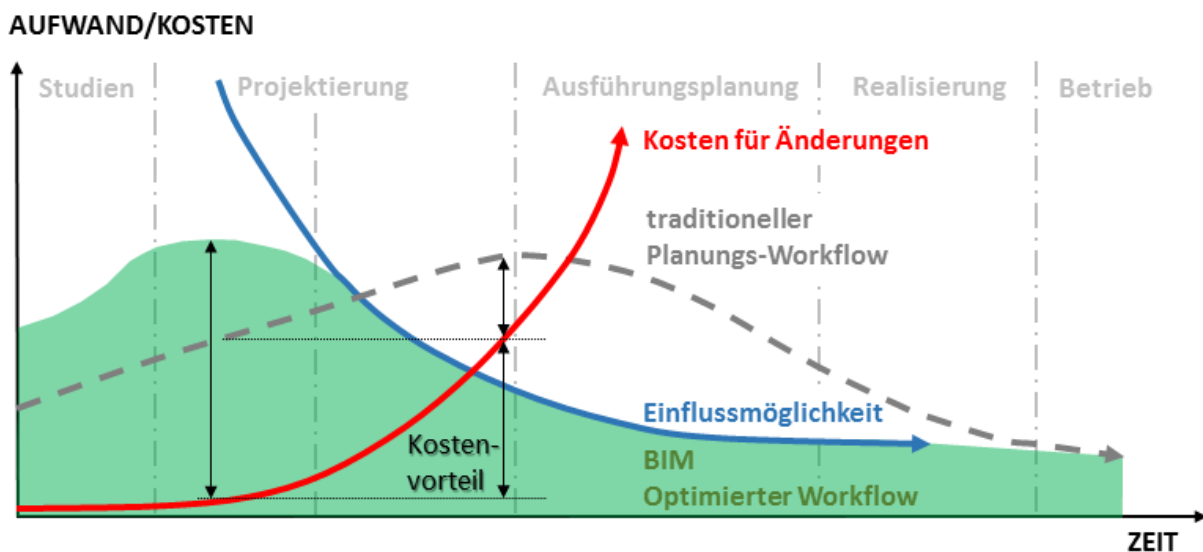 AUFWAND/KOSTEN
Studien
Projektierung
Ausführungsplanung
Realisierung
Betrieb
Kosten für Änderungen
traditioneller
Planungs-Workflow
Einflussmöglichkeit
Kosten-
vorteil
BIM
Optimierter Workflow
ZEIT